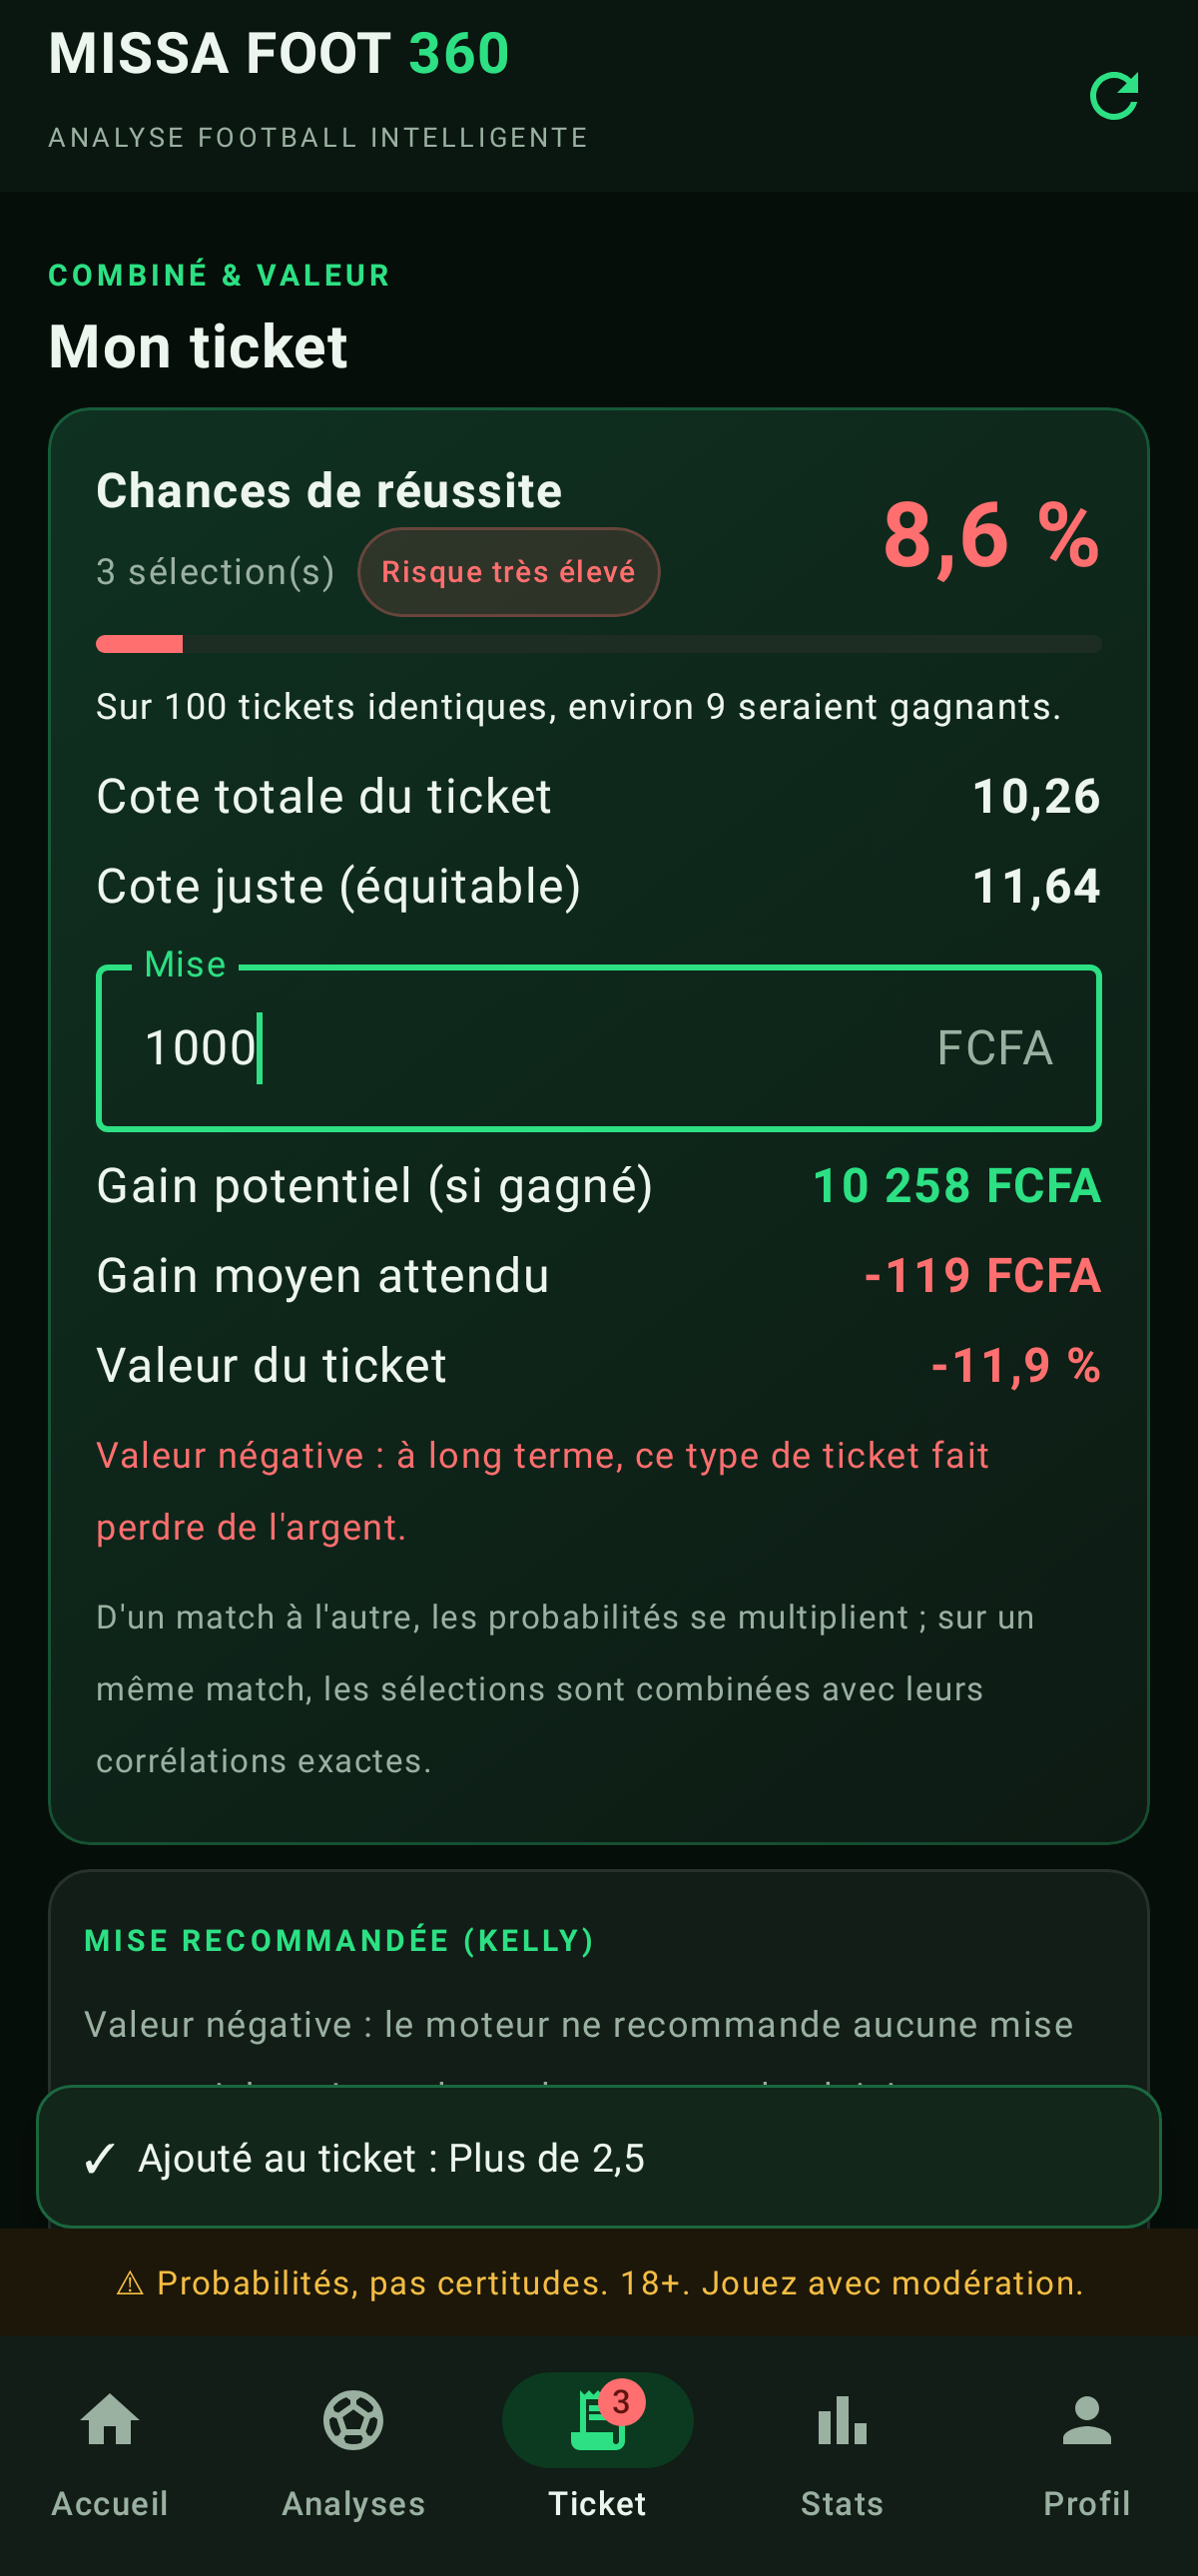 MISSA FOOT 360
ANALYSE FOOTBALL INTELLIGENTE
COMBINÉ & VALEUR
Mon ticket
Chances de réussite
8,6 %
3 sélection(s) Risque très élevé
Sur 100 tickets identiques, environ 9 seraient gagnants.
Cote totale du ticket 10,26
Cote juste (équitable) 11,64
Mise
1000 FCFA
Gain potentiel (si gagné) 10 258 FCFA
Gain moyen attendu -119 FCFA
Valeur du ticket -11,9 %
Valeur négative : à long terme, ce type de ticket fait
perdre de l'argent.
D'un match à l'autre, les probabilités se multiplient ; sur un
même match, les sélections sont combinées avec leurs
corrélations exactes.
MISE RECOMMANDÉE (KELLY)
Valeur négative : le moteur ne recommande aucune mise
✓ Ajouté au ticket : Plus de 2,5
⚠ Probabilités, pas certitudes. 18+. Jouez avec modération.
3
Accueil Analyses Ticket Stats Profil